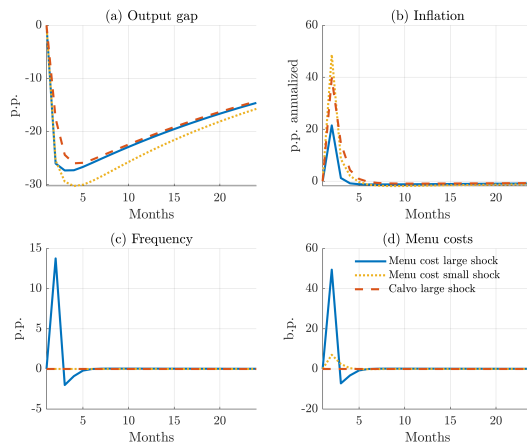 (a) Output gap
0
-10
-20
-30
p.p.
5 10 15 20
Months
(b) Inflation
60
40
20
0
p.p. annualized
5 10 15 20
Months
(c) Frequency
15
10
5
0
-5
p.p.
5 10 15 20
Months
(d) Menu costs
60
40
20
0
-20
b.p.
Menu cost large shock
Menu cost small shock
Calvo large shock
5 10 15 20
Months